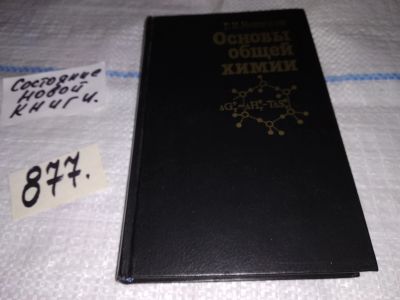 Состояние
новой
книги.
877.
Основы
общей
химии
ΔG°=ΔH°-TΔS°